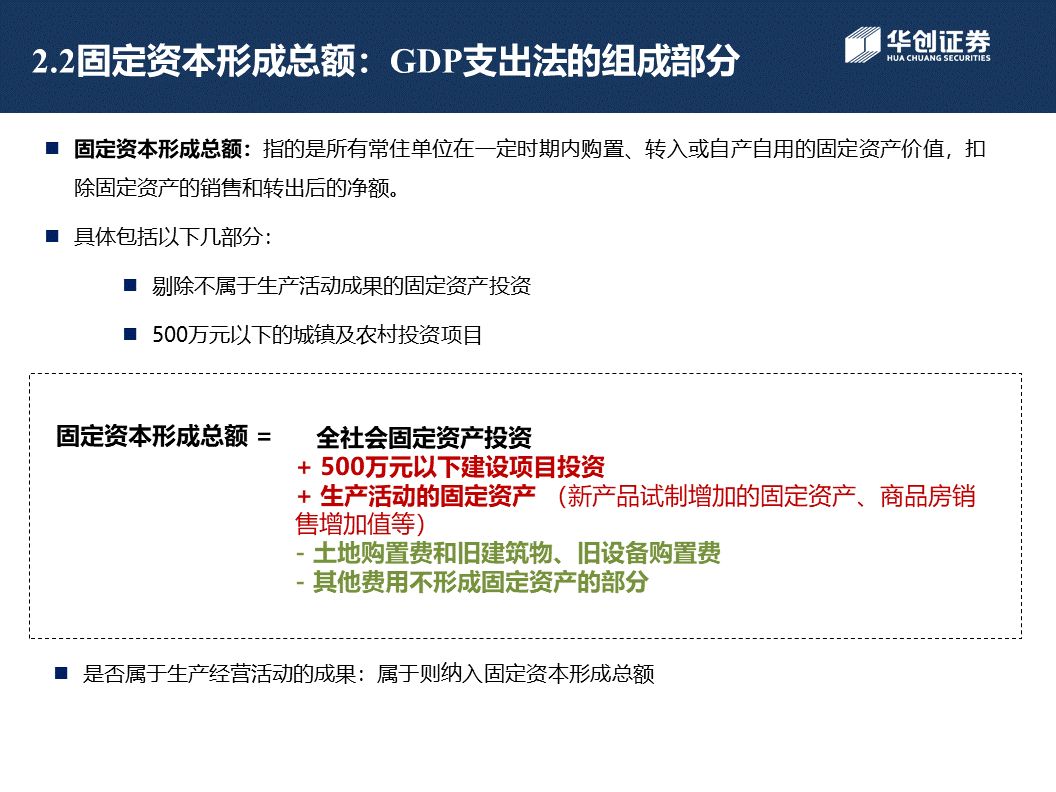 2.2固定资本形成总额：GDP支出法的组成部分
华创证券
HUA CHUANG SECURITIES
固定资本形成总额：指的是所有常住单位在一定时期内购置、转入或自产自用的固定资产价值，扣
除固定资产的销售和转出后的净额。
具体包括以下几部分：
剔除不属于生产活动成果的固定资产投资
500万元以下的城镇及农村投资项目
固定资本形成总额 = 全社会固定资产投资
+ 500万元以下建设项目投资
+ 生产活动的固定资产 （新产品试制增加的固定资产、商品房销
售增加值等）
- 土地购置费和旧建筑物、旧设备购置费
- 其他费用不形成固定资产的部分
是否属于生产经营活动的成果：属于则纳入固定资本形成总额